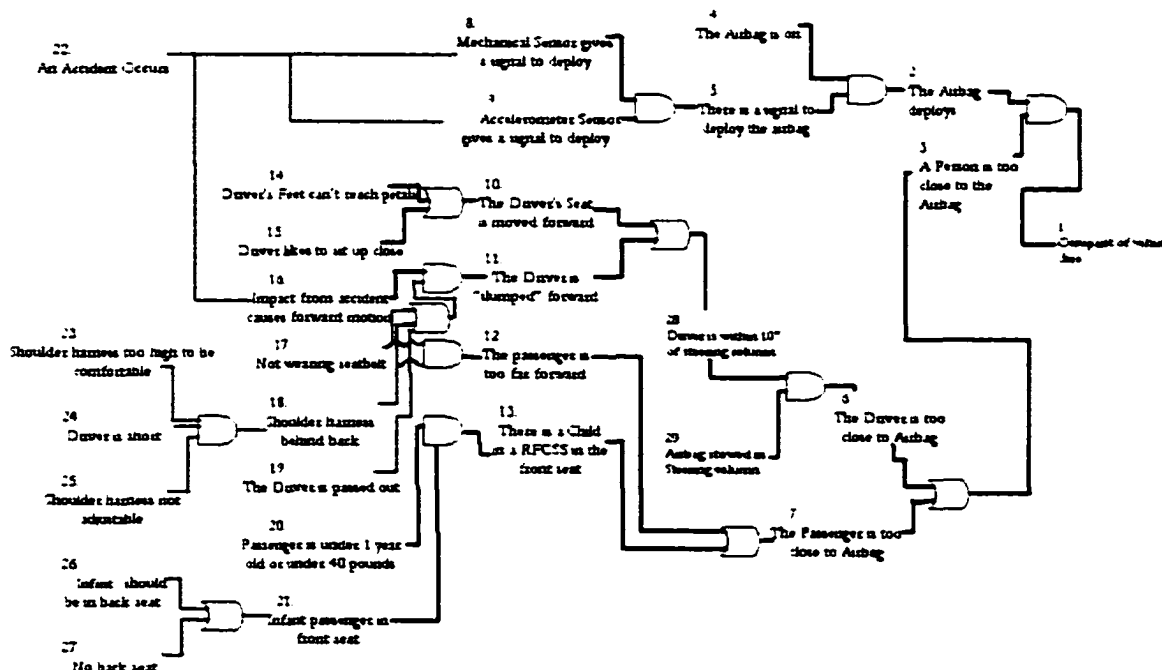 22.
An Accident Occurs
8.
Mechanical Sensor gives
a signal to deploy
9
Accelerometer Sensor
gives a signal to deploy
4
The Airbag is on
5
There is a signal to
deploy the airbag
2
The Airbag
deploys
3
A Person is too
close to the
Airbag
1
14
Driver's Feet can't reach pedals
15
Driver likes to sit up close
10.
The Driver's Seat
is moved forward
11
The Driver is
"slumped" forward
16.
Impact from accident
causes forward motion
17
Not wearing seatbelt
12
The passenger is
too far forward
23
Shoulder harness too high to be
comfortable
24
Driver is short
25.
Shoulder harness not
adjustable
18.
Shoulder harness
behind back
19
The Driver is passed out
13.
There is a Child
in a RFCSS in the
front seat
20.
Passenger is under 1 year
old or under 40 pounds
26
Infant should
be in back seat
27
No back seat
21.
Infant passenger in
front seat
28
Driver is within 10"
of steering column
29
Airbag stowed in
Steering column
6
The Driver is too
close to Airbag
7
The Passenger is too
close to Airbag